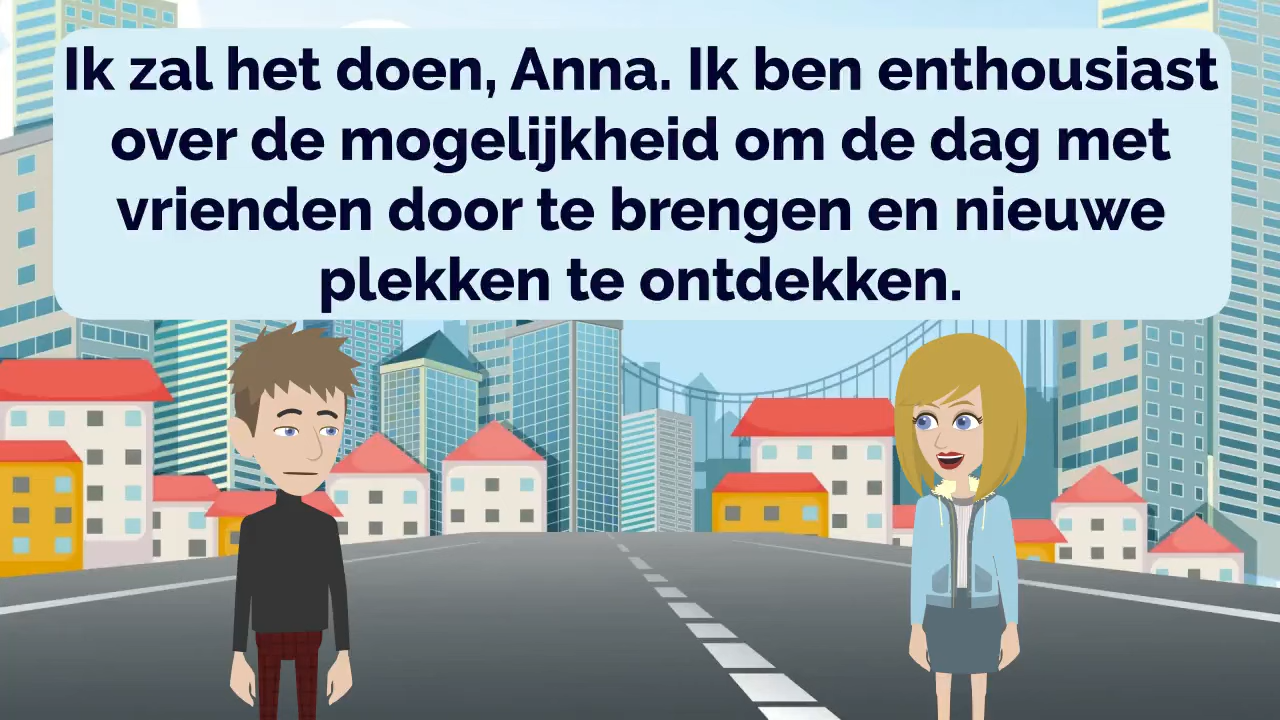 Ik zal het doen, Anna. Ik ben enthousiast
over de mogelijkheid om de dag met
vrienden door te brengen en nieuwe
plekken te ontdekken.